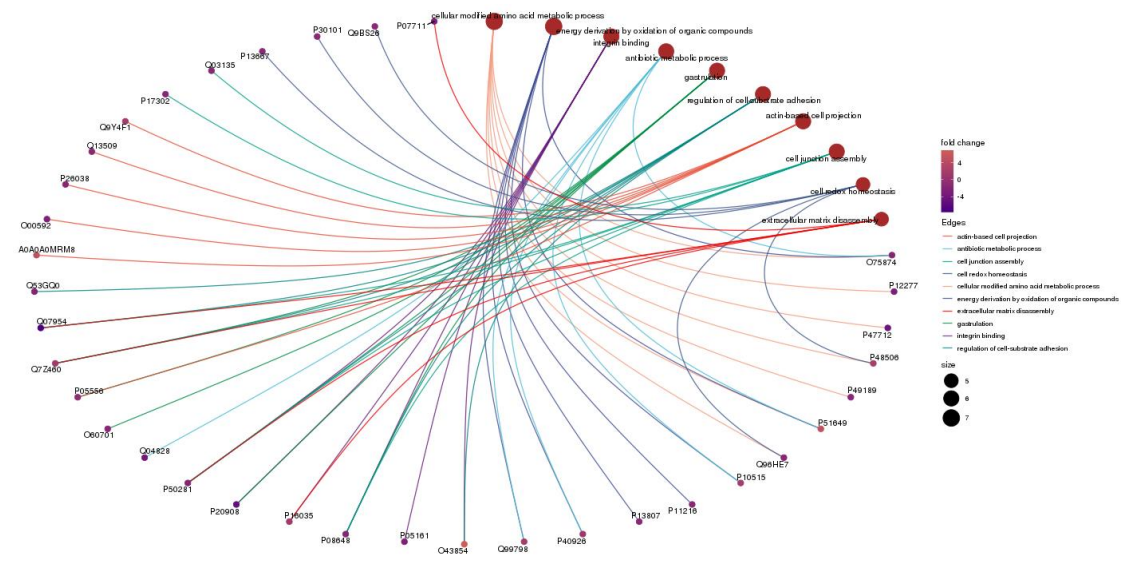 cellular modified amino acid metabolic process
energy derivation by oxidation of organic compounds
integrin binding
antibiotic metabolic process
gastrulation
regulation of cell-substrate adhesion
actin-based cell projection
cell junction assembly
cell redox homeostasis
extracellular matrix disassembly
P07711
Q9BS26
P30101
P13667
Q03135
P17302
Q9Y4F1
Q13509
P26038
O00592
A0A0A0MRM8
Q53GQ0
Q07954
Q7Z460
P05556
O60701
Q04828
P50281
P20908
P16035
P08648
P05161
O43854
Q99798
P40926
R13807
P11216
P10515
Q96HE7
P51649
P49189
P48506
P47712
P12277
O75874
fold change
4
0
-4
Edges
actin-based cell projection
antibiotic metabolic process
cell junction assembly
cell redox homeostasis
cellular modified amino acid metabolic process
energy derivation by oxidation of organic compounds
extracellular matrix disassembly
gastrulation
integrin binding
regulation of cell-substrate adhesion
size
5
6
7